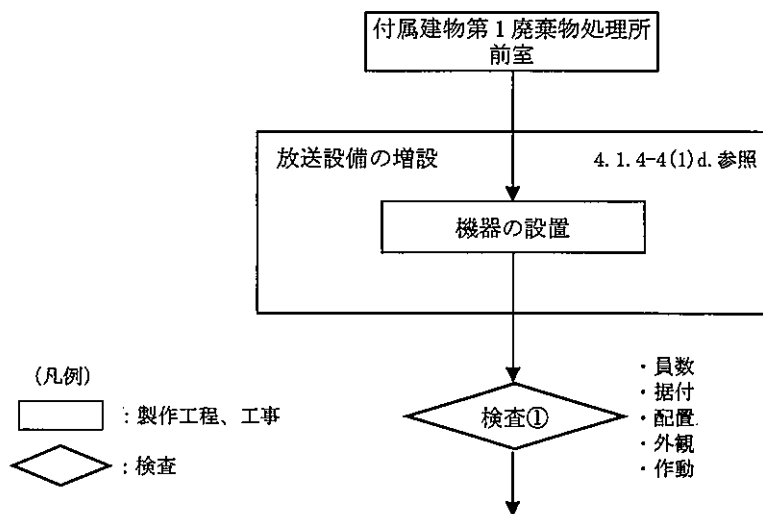 付属建物第1廃棄物処理所
前室
放送設備の増設 4.1.4-4(1)d.参照
機器の設置
検査①
・員数
・据付
・配置
・外観
・作動
(凡例)
：製作工程、工事
：検査